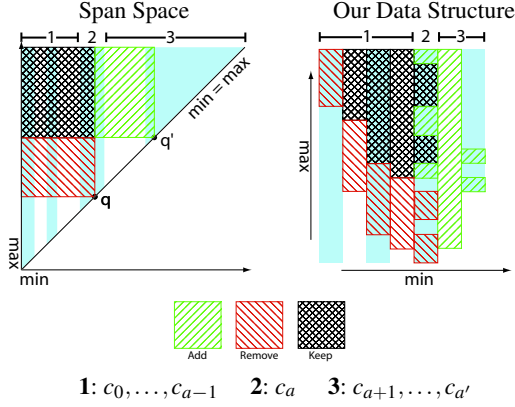 Span Space
1 2 3
min = max
q'
q
max
min
Our Data Structure
1 2 3
max
min
Add Remove Keep
1: c₀, . . . , cₐ₋₁ 2: cₐ 3: cₐ₊₁, . . . , cₐ′